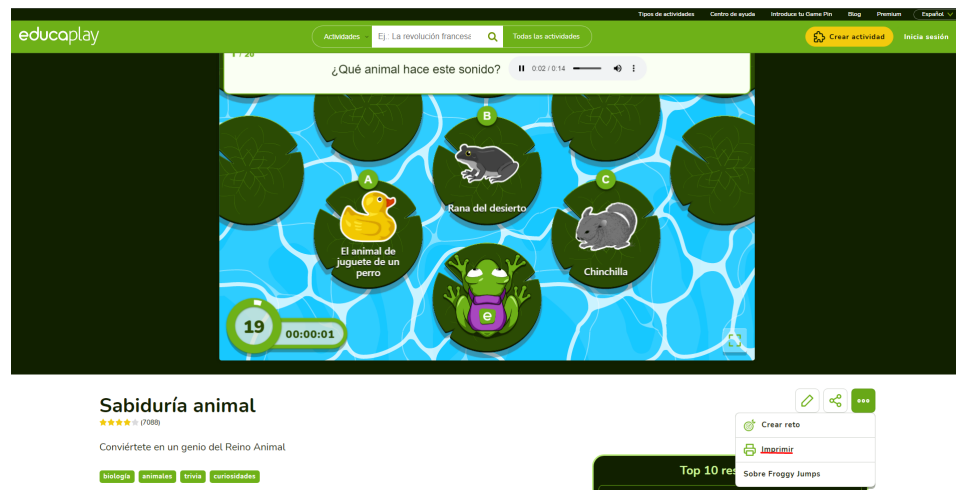 Tipos de actividades Centro de ayuda Introduce tu Game Pin Blog Premium Español
educaplay Actividades Ej.: La revolución francesa Todas las actividades Crear actividad Inicia sesión
1 / 20
¿Qué animal hace este sonido? 0:02 / 0:14
B
A
C
Rana del desierto
El animal de
juguete de un
perro
Chinchilla
e
19 00:00:01
Sabiduría animal
(7088)
Conviértete en un genio del Reino Animal
biología animales trivia curiosidades
Crear reto
Imprimir
Sobre Froggy Jumps
Top 10 res